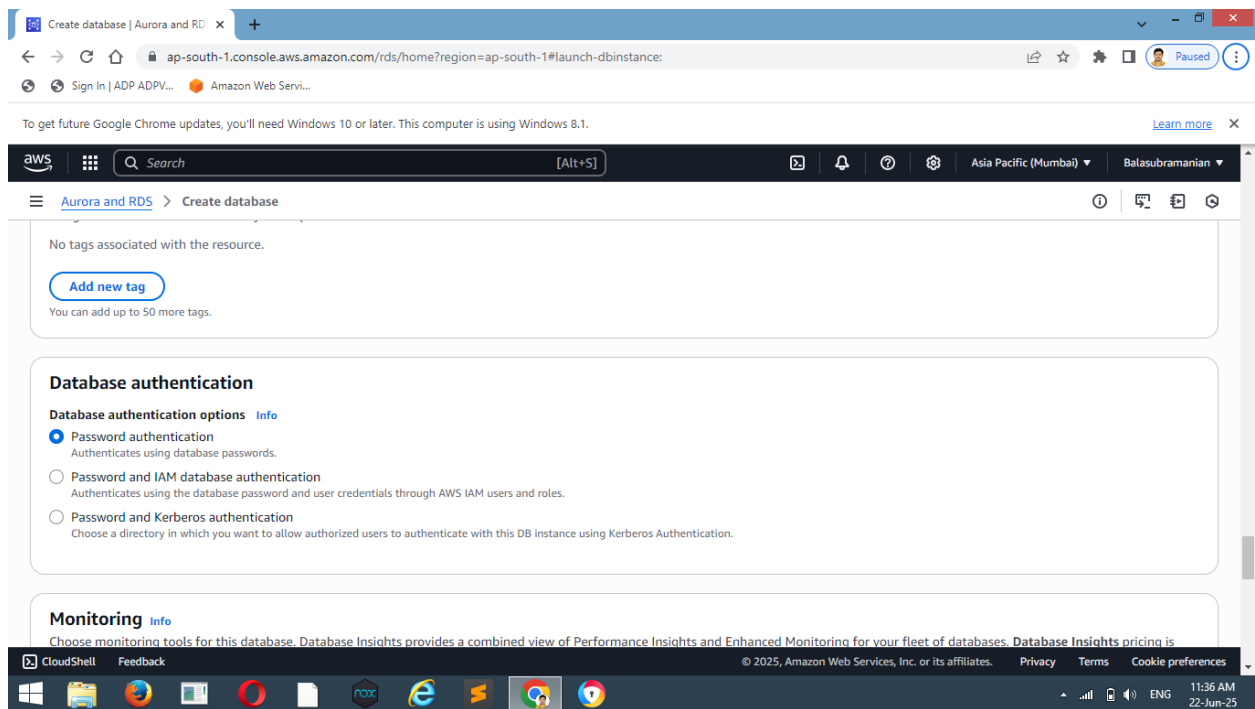 Create database | Aurora and RD
ap-south-1.console.aws.amazon.com/rds/home?region=ap-south-1#launch-dbinstance:
Paused
Sign In | ADP ADPV... Amazon Web Servi...
To get future Google Chrome updates, you'll need Windows 10 or later. This computer is using Windows 8.1. Learn more
aws Search [Alt+S] Asia Pacific (Mumbai) Balasubramanian
Aurora and RDS > Create database
No tags associated with the resource.
Add new tag
You can add up to 50 more tags.
Database authentication
Database authentication options Info
Password authentication
Authenticates using database passwords.
Password and IAM database authentication
Authenticates using the database password and user credentials through AWS IAM users and roles.
Password and Kerberos authentication
Choose a directory in which you want to allow authorized users to authenticate with this DB instance using Kerberos Authentication.
Monitoring Info
Choose monitoring tools for this database. Database Insights provides a combined view of Performance Insights and Enhanced Monitoring for your fleet of databases. Database Insights pricing is
CloudShell Feedback © 2025, Amazon Web Services, Inc. or its affiliates. Privacy Terms Cookie preferences
nox ENG 11:36 AM
22-Jun-25